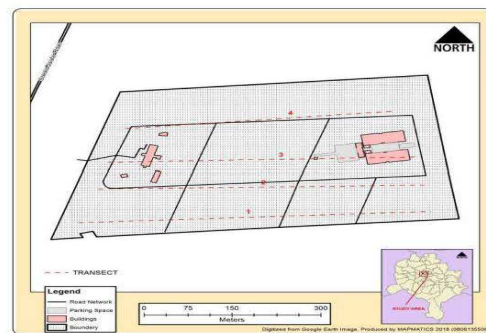 NORTH
4
3
2
1
TRANSECT
Legend
Road Network
Parking Space
Buildings
Boundary
0 75 150 300
Meters
STUDY AREA
Digitized from Google Earth Image. Produced by MAPMATICS 2018